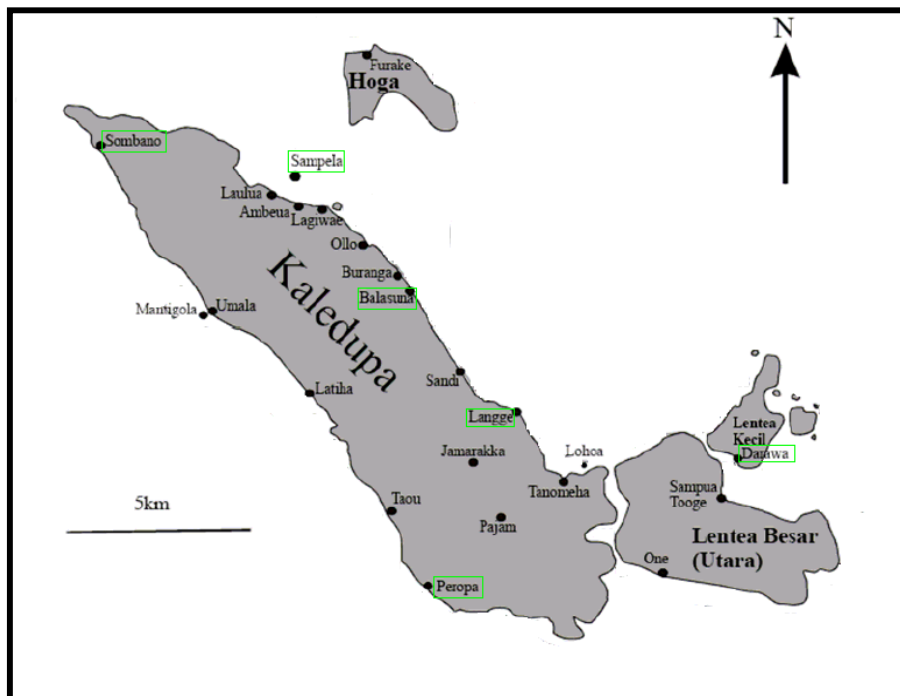 N
Furake
Hoga
Sombano
Sampela
Laulua
Ambeua
Lagiwae
Ollo
Buranga
Balasuna
Kaledupa
Mantigola
Umala
Latiha
Sandi
Langge
Lentea
Kecil
Darawa
Jamarakka
Lohoa
Tanomeha
Sampua
Tooge
5km
Taou
Pajam
Lentea Besar
(Utara)
One
Peropa